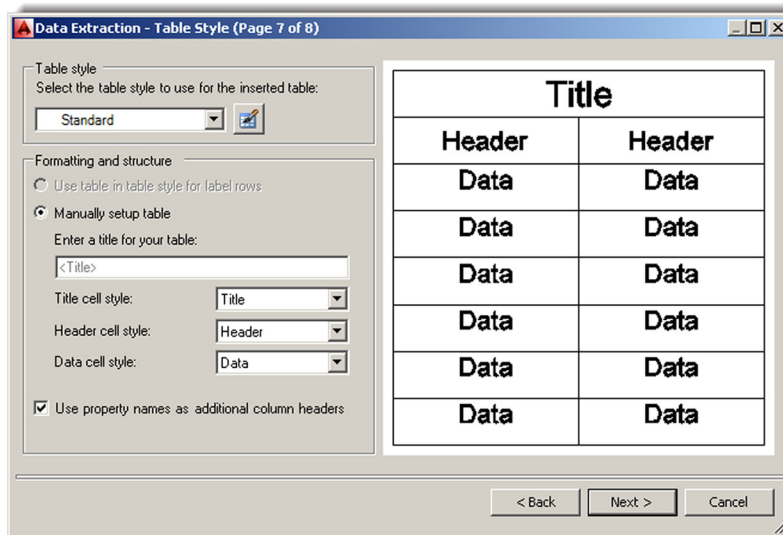 Data Extraction - Table Style (Page 7 of 8)
Table style
Select the table style to use for the inserted table:
Standard
Formatting and structure
Use table in table style for label rows
Manually setup table
Enter a title for your table:
<Title>
Title cell style: Title
Header cell style: Header
Data cell style: Data
Use property names as additional column headers
Title
Header Header
Data Data
Data Data
Data Data
Data Data
Data Data
Data Data
< Back Next > Cancel